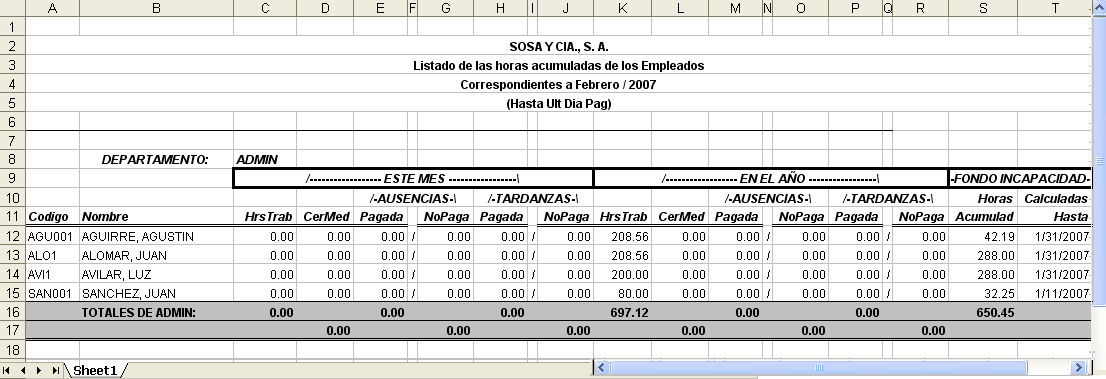 A B C D E F G H I J K L M N O P Q R S T
1
2 SOSA Y CIA., S. A.
3 Listado de las horas acumuladas de los Empleados
4 Correspondientes a Febrero / 2007
5 (Hasta Ult Dia Pag)
6
7
8 DEPARTAMENTO: ADMIN
9 /----------------- ESTE MES ----------------\ /----------------- EN EL AÑO ----------------\ -FONDO INCAPACIDAD-
10 /-AUSENCIAS-\ /-TARDANZAS-\ /-AUSENCIAS-\ /-TARDANZAS-\ Horas Calculadas
11 Codigo Nombre HrsTrab CerMed Pagada NoPaga Pagada NoPaga HrsTrab CerMed Pagada NoPaga Pagada NoPaga Acumulad Hasta
12 AGU001 AGUIRRE, AGUSTIN 0.00 0.00 0.00 / 0.00 0.00 / 0.00 208.56 0.00 0.00 / 0.00 0.00 / 0.00 42.19 1/31/2007
13 ALO1 ALOMAR, JUAN 0.00 0.00 0.00 / 0.00 0.00 / 0.00 208.56 0.00 0.00 / 0.00 0.00 / 0.00 288.00 1/31/2007
14 AVI1 AVILAR, LUZ 0.00 0.00 0.00 / 0.00 0.00 / 0.00 200.00 0.00 0.00 / 0.00 0.00 / 0.00 288.00 1/31/2007
15 SAN001 SANCHEZ, JUAN 0.00 0.00 0.00 / 0.00 0.00 / 0.00 80.00 0.00 0.00 / 0.00 0.00 / 0.00 32.25 1/11/2007
16 TOTALES DE ADMIN: 0.00 0.00 0.00 697.12 0.00 0.00 650.45
17 0.00 0.00 0.00 0.00 0.00 0.00
18
Sheet1